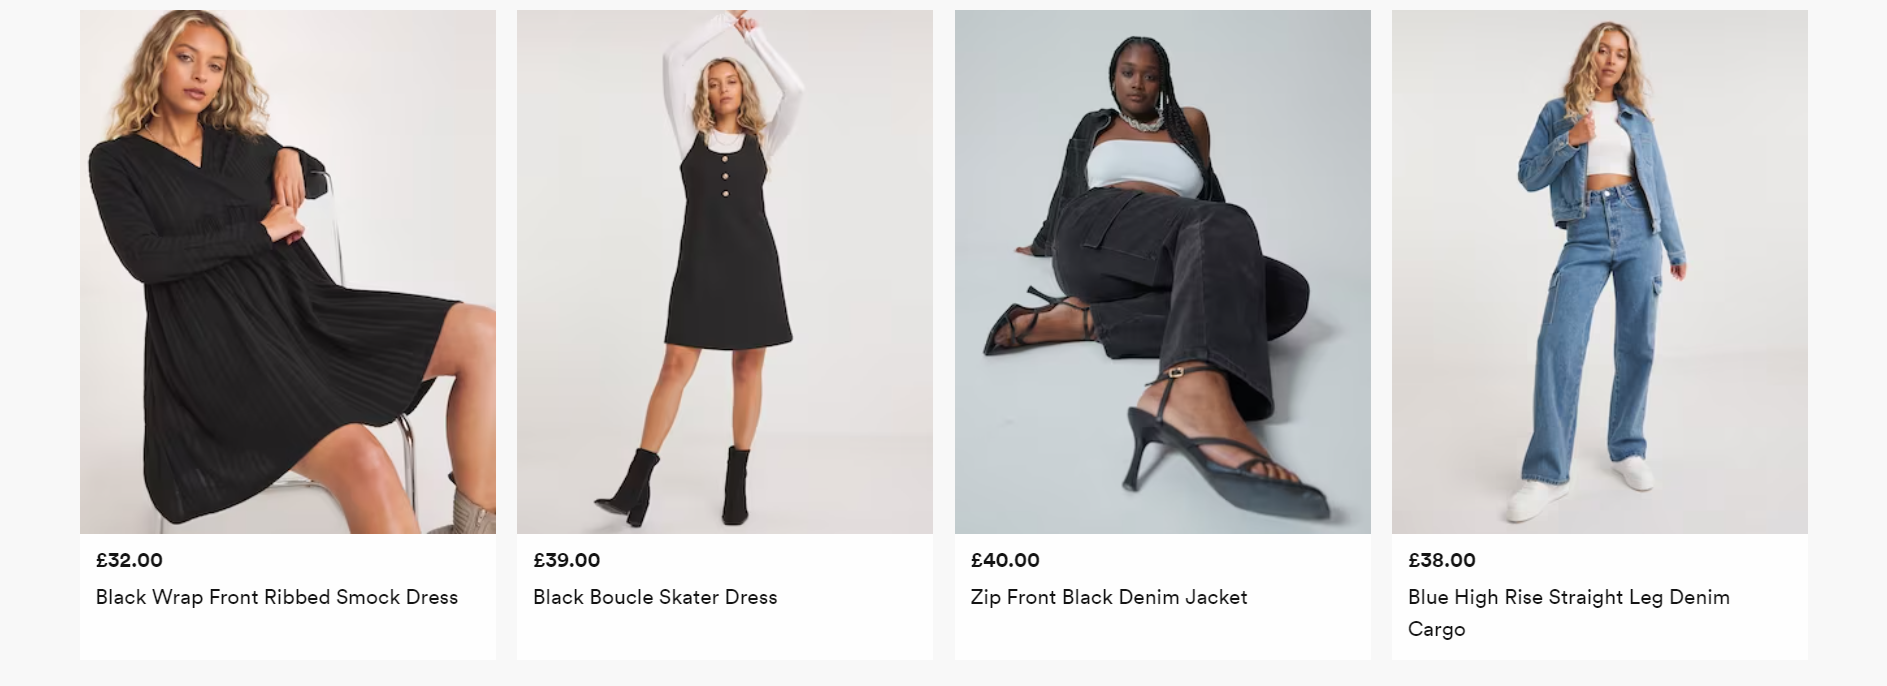 £32.00
Black Wrap Front Ribbed Smock Dress
£39.00
Black Boucle Skater Dress
£40.00
Zip Front Black Denim Jacket
£38.00
Blue High Rise Straight Leg Denim
Cargo